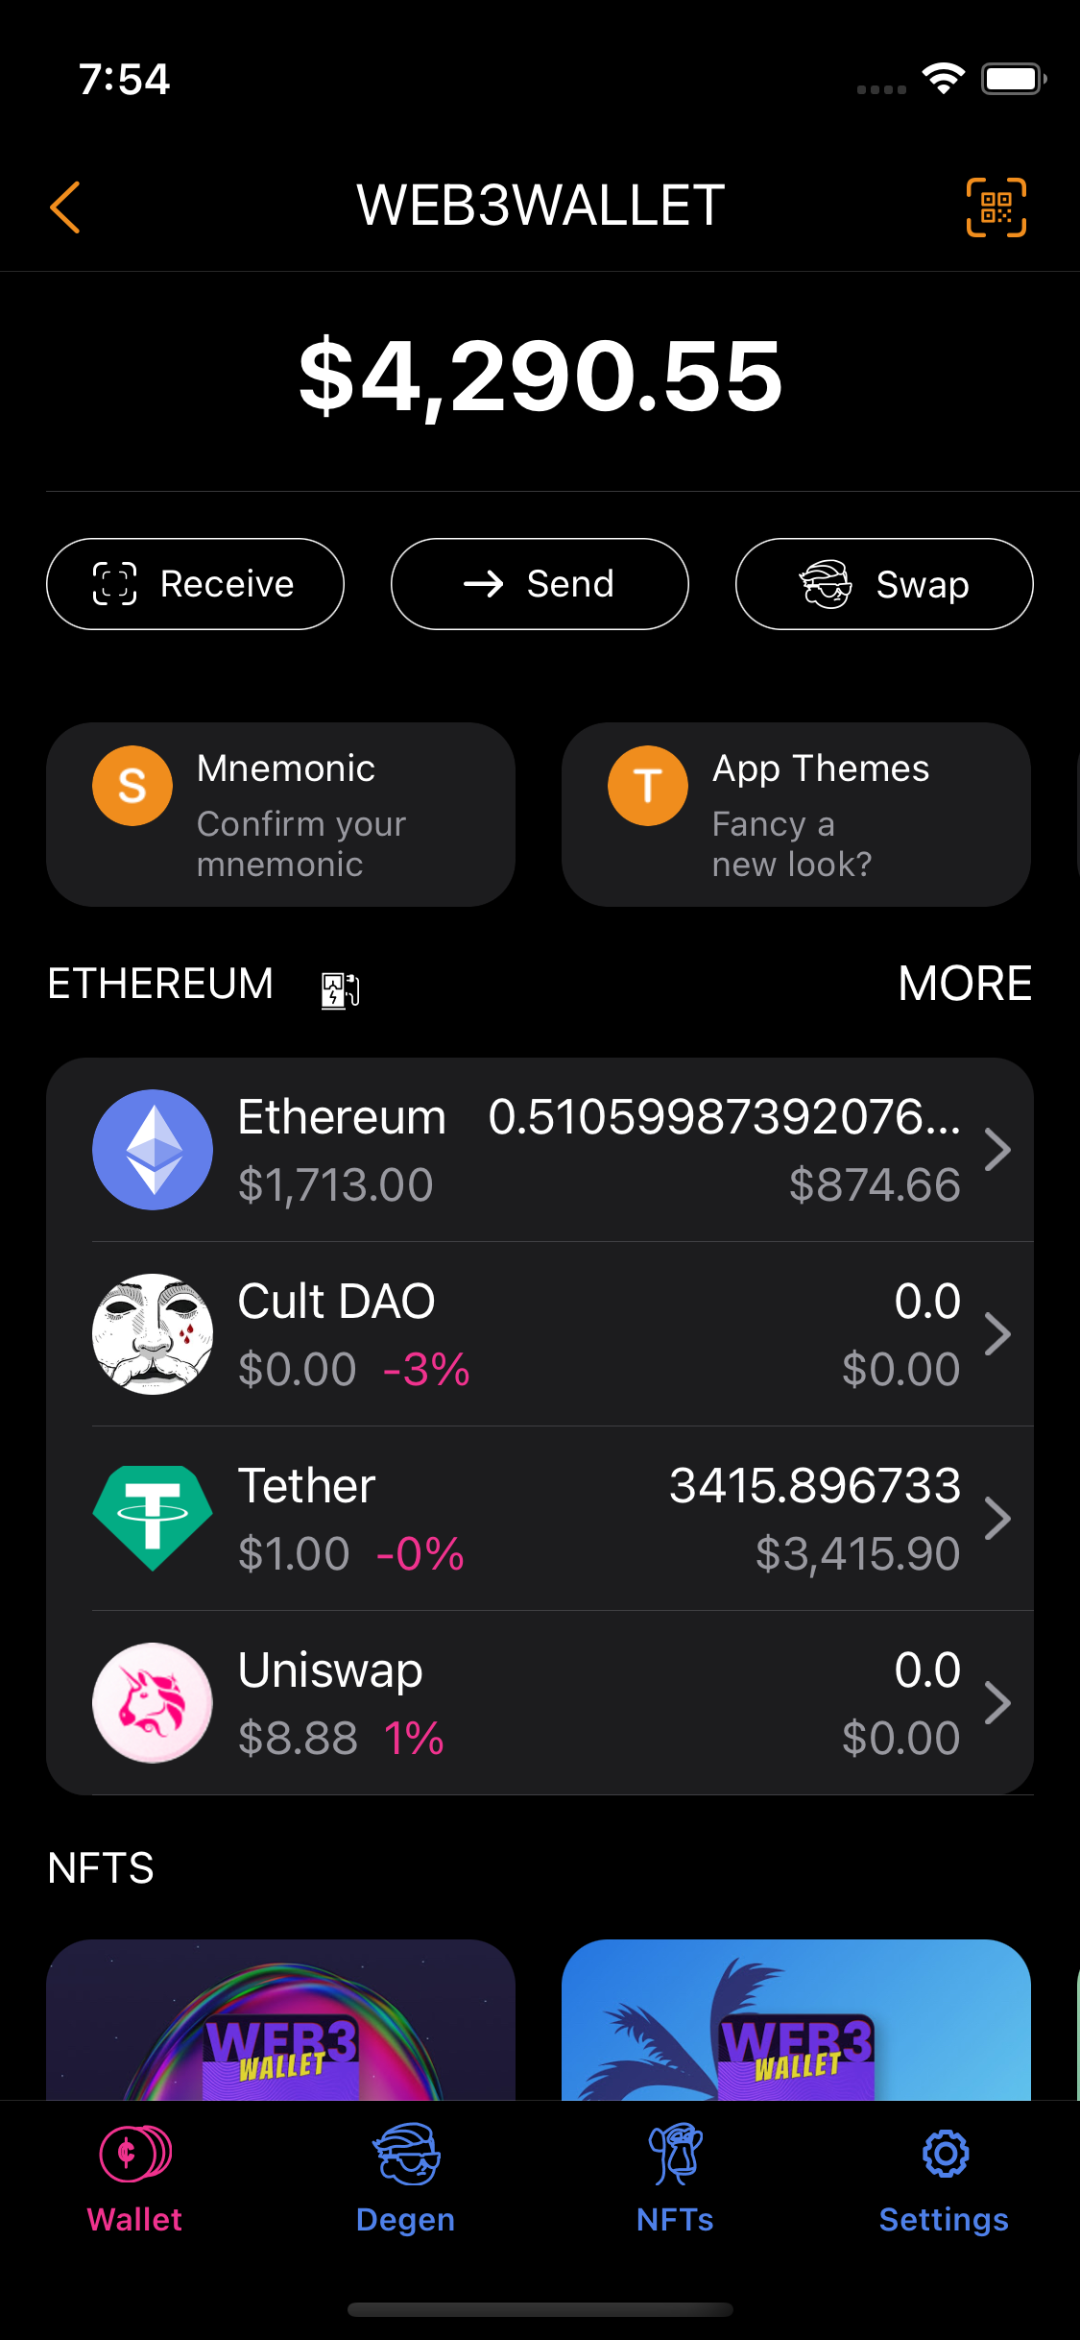 7:54
WEB3WALLET
$4,290.55
Receive
Send
Swap
S
Mnemonic
Confirm your
mnemonic
T
App Themes
Fancy a
new look?
ETHEREUM
MORE
Ethereum 0.51059987392076...
$1,713.00 $874.66
Cult DAO 0.0
$0.00 -3% $0.00
Tether 3415.896733
$1.00 -0% $3,415.90
Uniswap 0.0
$8.88 1% $0.00
NFTS
WEB3
WALLET
WEB3
WALLET
Wallet
Degen
NFTs
Settings